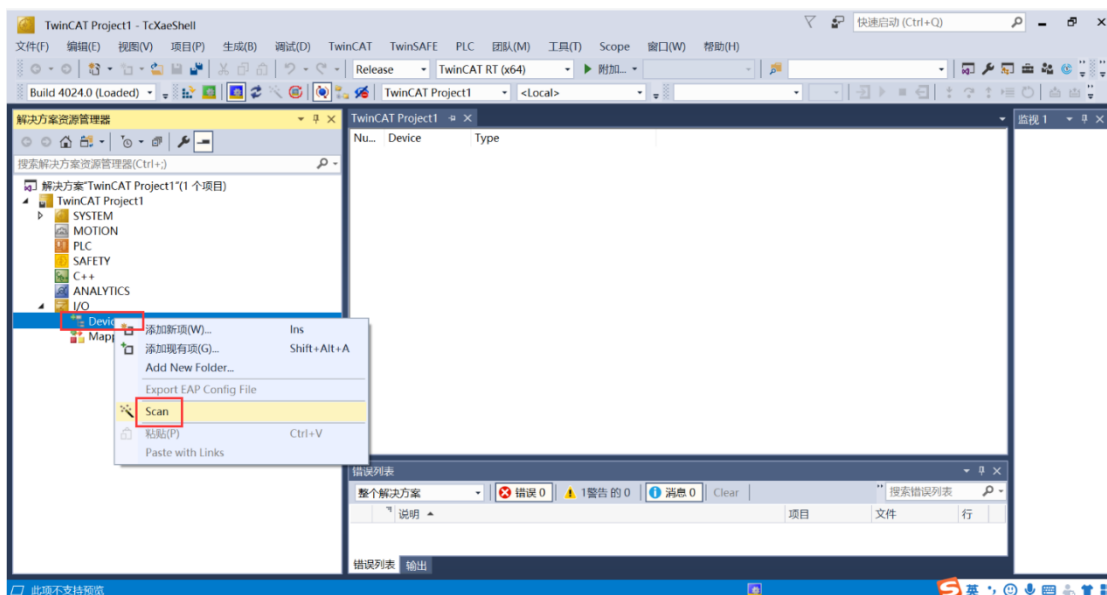 TwinCAT Project1 - TcXaeShell
快速启动 (Ctrl+Q)
文件(F) 编辑(E) 视图(V) 项目(P) 生成(B) 调试(D) TwinCAT TwinSAFE PLC 团队(M) 工具(T) Scope 窗口(W) 帮助(H)
Release TwinCAT RT (x64) 附加...
Build 4024.0 (Loaded) TwinCAT Project1 <Local>
解决方案资源管理器
TwinCAT Project1
监视 1
Nu... Device Type
搜索解决方案资源管理器(Ctrl+;)
解决方案"TwinCAT Project1"(1 个项目)
TwinCAT Project1
SYSTEM
MOTION
PLC
SAFETY
C++
ANALYTICS
I/O
Devic
Mapp
添加新项(W)... Ins
添加现有项(G)... Shift+Alt+A
Add New Folder...
Export EAP Config File
Scan
粘贴(P) Ctrl+V
Paste with Links
错误列表
整个解决方案 错误 0 1警告 的 0 消息 0 Clear 搜索错误列表
说明 项目 文件 行
错误列表 输出
此项不支持预览
英